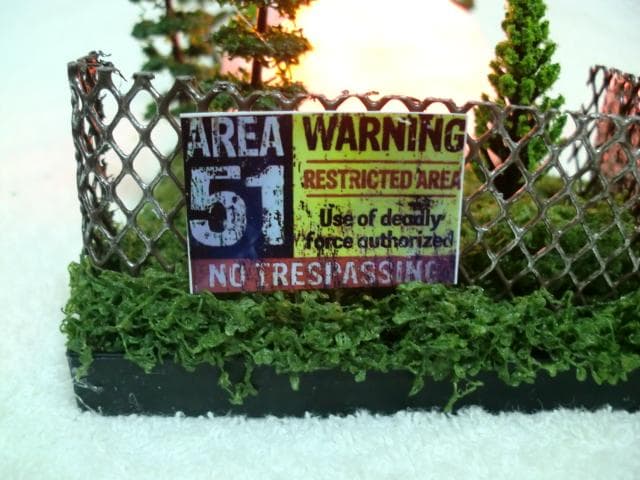 AREA
51
WARNING
RESTRICTED AREA
Use of deadly
force authorized
NO TRESPASSING